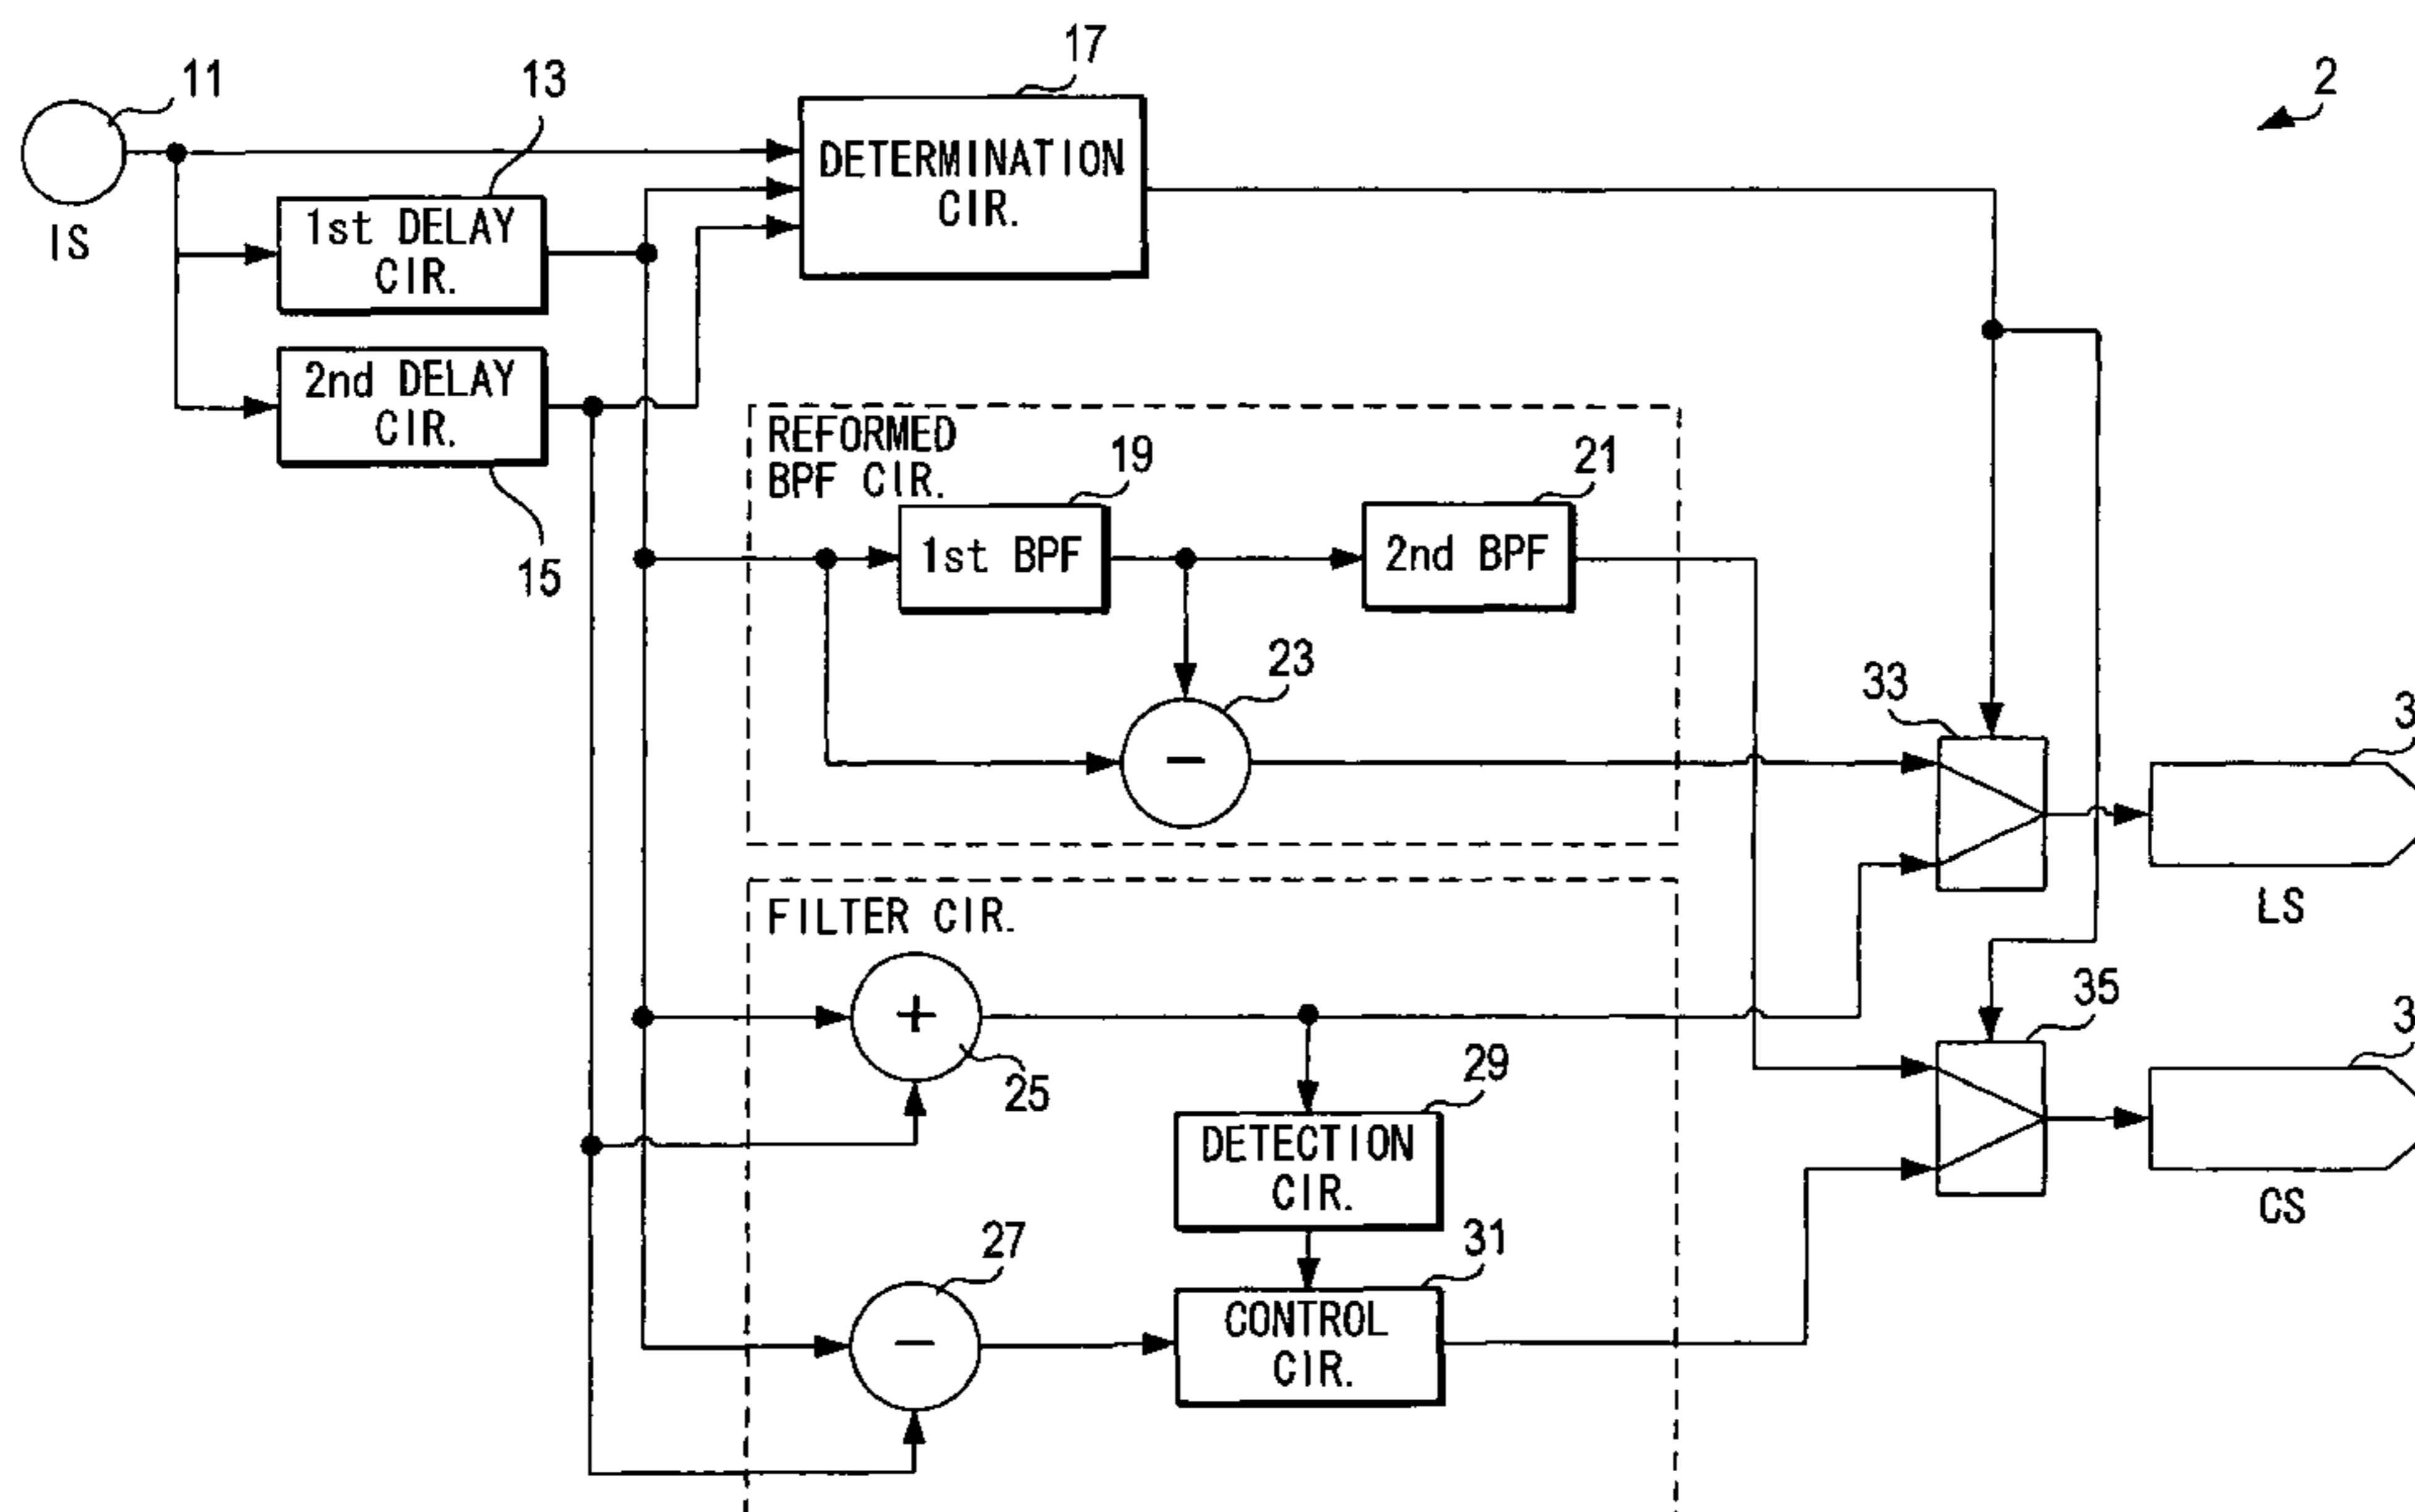 17
2
11
13
DETERMINATION
CIR.
IS
1st DELAY
CIR.
2nd DELAY
CIR.
15
REFORMED
BPF CIR.
19
21
1st BPF
2nd BPF
23
33
3
LS
FILTER CIR.
+
25
35
3
29
DETECTION
CIR.
CS
27
31
CONTROL
CIR.